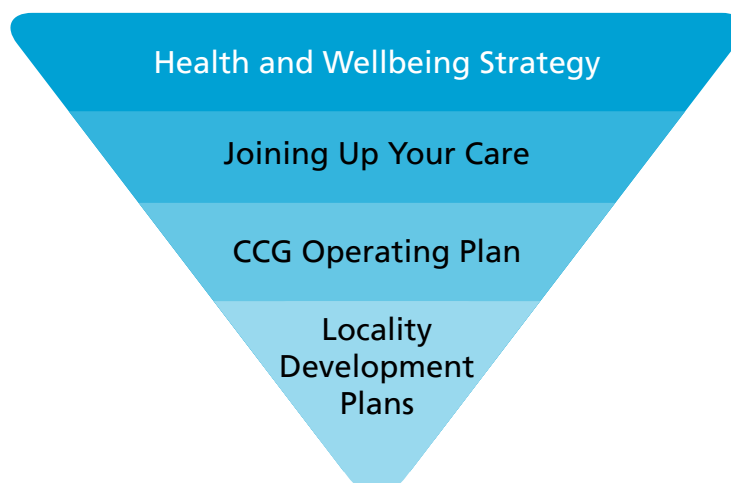 Health and Wellbeing Strategy
Joining Up Your Care
CCG Operating Plan
Locality
Development
Plans